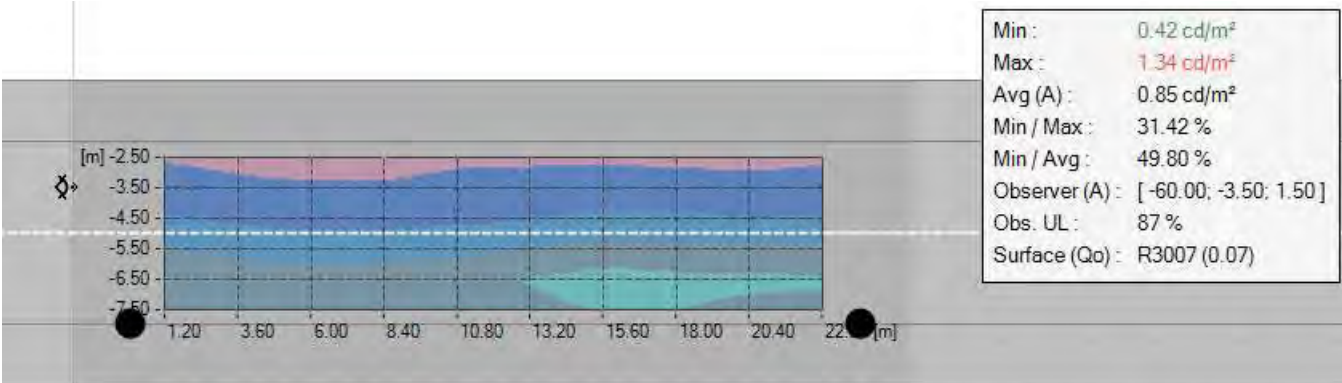 Min : 0.42 cd/m²
Max : 1.34 cd/m²
Avg (A) : 0.85 cd/m²
Min / Max : 31.42 %
Min / Avg : 49.80 %
Observer (A) : [ -60.00; -3.50; 1.50 ]
Obs. UL : 87 %
Surface (Qo) : R3007 (0.07)
[m] -2.50
-3.50
-4.50
-5.50
-6.50
-7.50
1.20 3.60 6.00 8.40 10.80 13.20 15.60 18.00 20.40 [m]